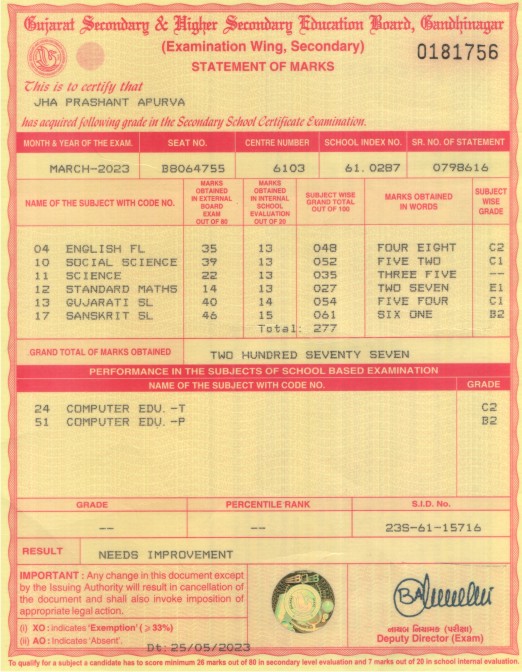 Gujarat Secondary & Higher Secondary Education Board, Gandhinagar
(Examination Wing, Secondary)
0181756
STATEMENT OF MARKS
This is to certify that
JHA PRASHANT APURVA
has acquired following grade in the Secondary School Certificate Examination.
MONTH & YEAR OF THE EXAM. SEAT NO. CENTRE NUMBER SCHOOL INDEX NO. SR. NO. OF STATEMENT
MARCH-2023 B8064755 6103 61.0287 0798616
NAME OF THE SUBJECT WITH CODE NO. MARKS OBTAINED IN EXTERNAL BOARD EXAM OUT OF 80 MARKS OBTAINED IN INTERNAL SCHOOL EVALUATION OUT OF 20 SUBJECT WISE GRAND TOTAL OUT OF 100 MARKS OBTAINED IN WORDS SUBJECT WISE GRADE
04 ENGLISH FL 35 13 048 FOUR EIGHT C2
10 SOCIAL SCIENCE 39 13 052 FIVE TWO C1
11 SCIENCE 22 13 035 THREE FIVE --
12 STANDARD MATHS 14 13 027 TWO SEVEN E1
13 GUJARATI SL 40 14 054 FIVE FOUR C1
17 SANSKRIT SL 46 15 061 SIX ONE B2
Total: 277
GRAND TOTAL OF MARKS OBTAINED TWO HUNDRED SEVENTY SEVEN
PERFORMANCE IN THE SUBJECTS OF SCHOOL BASED EXAMINATION
NAME OF THE SUBJECT WITH CODE NO. GRADE
24 COMPUTER EDU. -T C2
51 COMPUTER EDU. -P B2
GRADE PERCENTILE RANK S.I.D. No.
-- -- 23S-61-15716
RESULT NEEDS IMPROVEMENT
IMPORTANT : Any change in this document except
by the Issuing Authority will result in cancellation of
the document and shall also invoke imposition of
appropriate legal action.
(i) XO : indicates 'Exemption' (≥ 33%)
(ii) AO : Indicates 'Absent'.
Dt: 25/05/2023
નાયબ નિયામક (પરીક્ષા)
Deputy Director (Exam)
To qualify for a subject a candidate has to score minimum 26 marks out of 80 in secondary level evaluation and 7 marks out of 20 in school internal evaluation